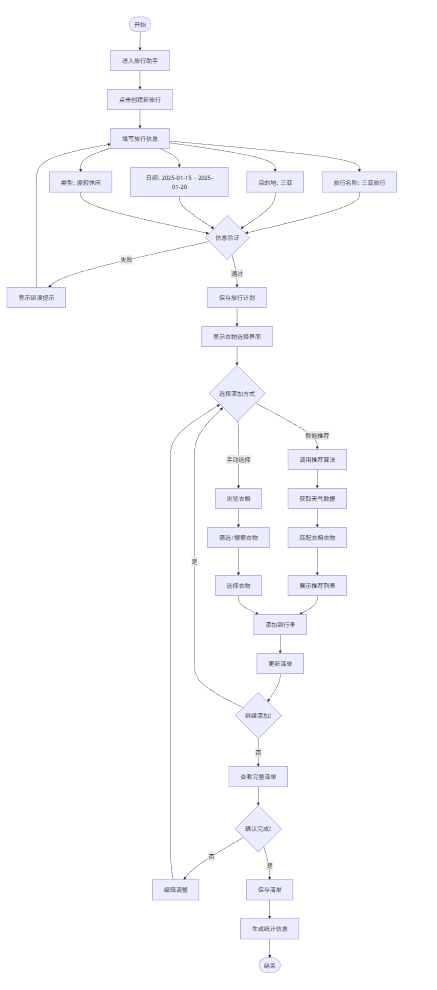 开始
进入旅行助手
点击创建新旅行
填写旅行信息
类型: 度假休闲
日期: 2025-01-15 - 2025-
01-20
目的地: 三亚
旅行名称: 三亚旅行
信息验证
失败
通过
显示错误提示
保存旅行计划
显示衣物选择界面
选择添加方式
手动选择
智能推荐
浏览衣橱
调用推荐算法
筛选/搜索衣物
获取天气数据
是
选择衣物
匹配衣橱衣物
展示推荐列表
添加到行李
更新清单
继续添加?
否
查看完整清单
确认完成?
否
是
编辑调整
保存清单
生成统计信息
结束